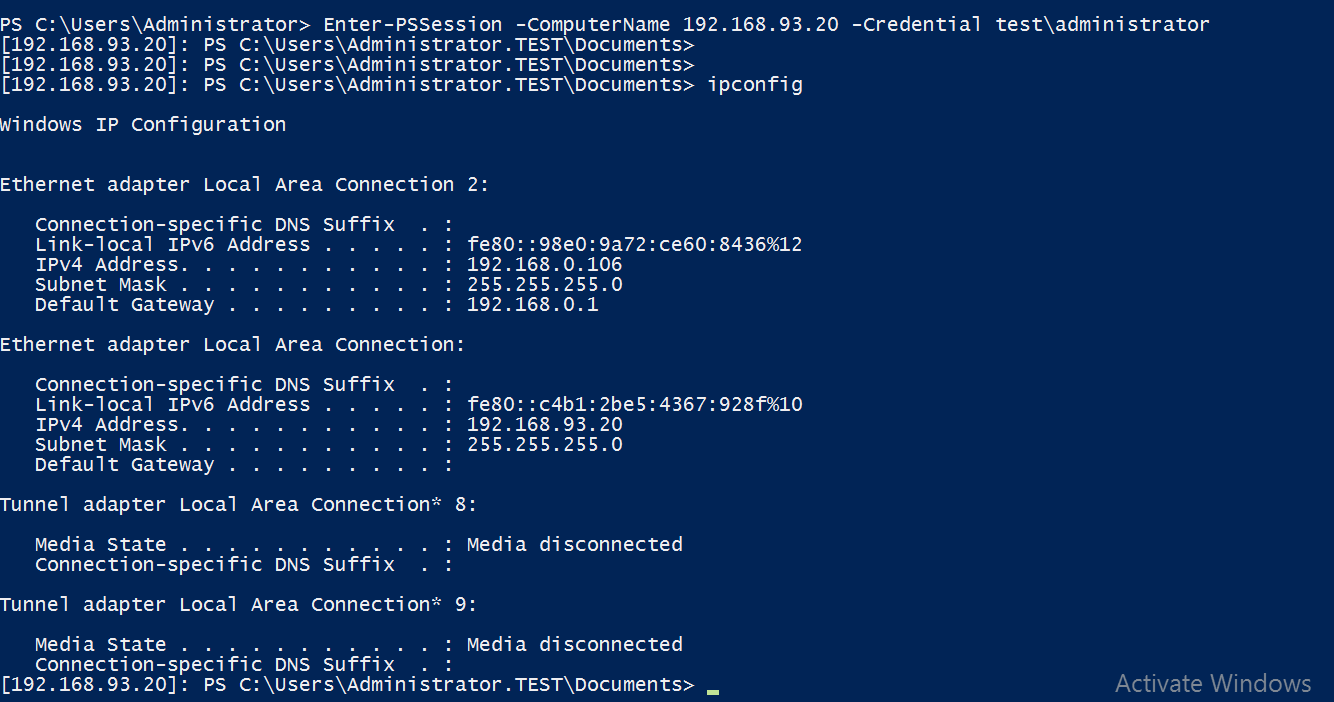 PS C:\Users\Administrator> Enter-PSSession -ComputerName 192.168.93.20 -Credential test\administrator
[192.168.93.20]: PS C:\Users\Administrator.TEST\Documents>
[192.168.93.20]: PS C:\Users\Administrator.TEST\Documents>
[192.168.93.20]: PS C:\Users\Administrator.TEST\Documents> ipconfig

Windows IP Configuration


Ethernet adapter Local Area Connection 2:

   Connection-specific DNS Suffix  . :
   Link-local IPv6 Address . . . . . : fe80::98e0:9a72:ce60:8436%12
   IPv4 Address. . . . . . . . . . . : 192.168.0.106
   Subnet Mask . . . . . . . . . . . : 255.255.255.0
   Default Gateway . . . . . . . . . : 192.168.0.1

Ethernet adapter Local Area Connection:

   Connection-specific DNS Suffix  . :
   Link-local IPv6 Address . . . . . : fe80::c4b1:2be5:4367:928f%10
   IPv4 Address. . . . . . . . . . . : 192.168.93.20
   Subnet Mask . . . . . . . . . . . : 255.255.255.0
   Default Gateway . . . . . . . . . :

Tunnel adapter Local Area Connection* 8:

   Media State . . . . . . . . . . . : Media disconnected
   Connection-specific DNS Suffix  . :

Tunnel adapter Local Area Connection* 9:

   Media State . . . . . . . . . . . : Media disconnected
   Connection-specific DNS Suffix  . :
[192.168.93.20]: PS C:\Users\Administrator.TEST\Documents> _
Activate Windows